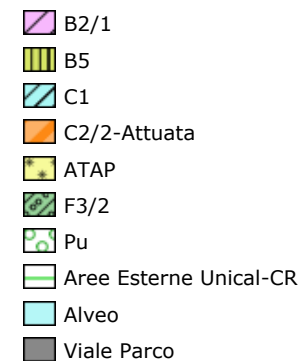 B2/1
B5
C1
C2/2-Attuata
ATAP
F3/2
Pu
Aree Esterne Unical-CR
Alveo
Viale Parco